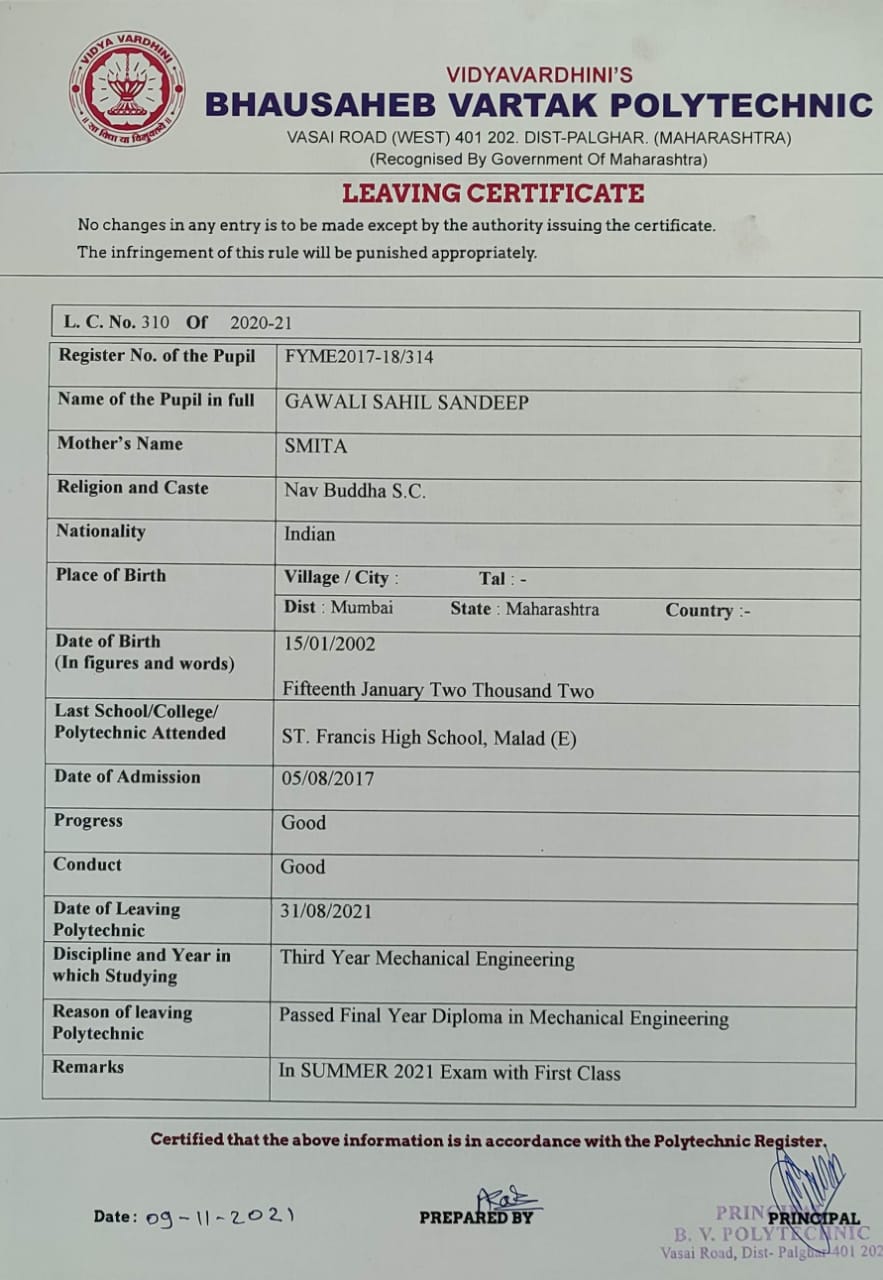 VIDYA VARDHINI
॥ सा विद्या या विमुक्तये ॥
VIDYAVARDHINI'S
BHAUSAHEB VARTAK POLYTECHNIC
VASAI ROAD (WEST) 401 202. DIST-PALGHAR. (MAHARASHTRA)
(Recognised By Government Of Maharashtra)
LEAVING CERTIFICATE
No changes in any entry is to be made except by the authority issuing the certificate.
The infringement of this rule will be punished appropriately.
L. C. No. 310 Of 2020-21
Register No. of the Pupil FYME2017-18/314
Name of the Pupil in full GAWALI SAHIL SANDEEP
Mother's Name SMITA
Religion and Caste Nav Buddha S.C.
Nationality Indian
Place of Birth Village / City : Tal : -
Dist : Mumbai State : Maharashtra Country :-
Date of Birth 15/01/2002
(In figures and words)
Fifteenth January Two Thousand Two
Last School/College/
Polytechnic Attended ST. Francis High School, Malad (E)
Date of Admission 05/08/2017
Progress Good
Conduct Good
Date of Leaving 31/08/2021
Polytechnic
Discipline and Year in Third Year Mechanical Engineering
which Studying
Reason of leaving Passed Final Year Diploma in Mechanical Engineering
Polytechnic
Remarks In SUMMER 2021 Exam with First Class
Certified that the above information is in accordance with the Polytechnic Register.
Date: 09-11-2021 PREPARED BY PRINCIPAL
B. V. POLYTECHNIC
Vasai Road, Dist- Palghar-401 202